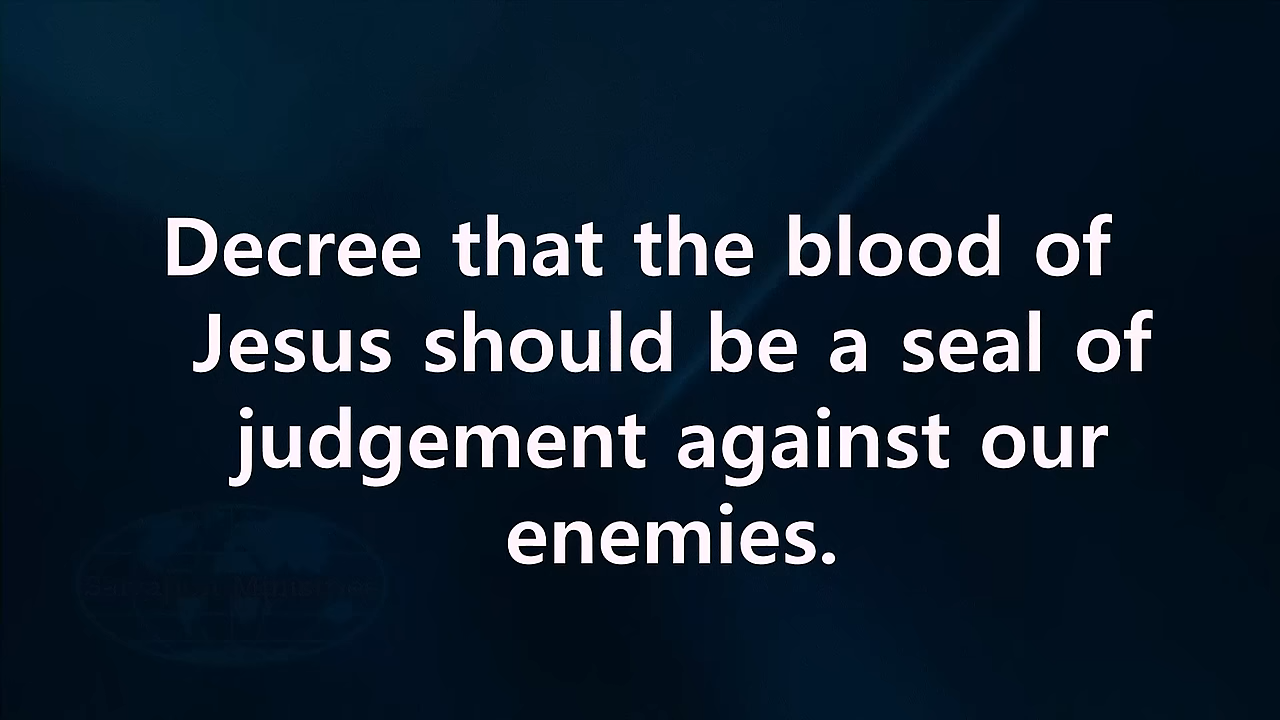 Decree that the blood of
Jesus should be a seal of
judgement against our
enemies.